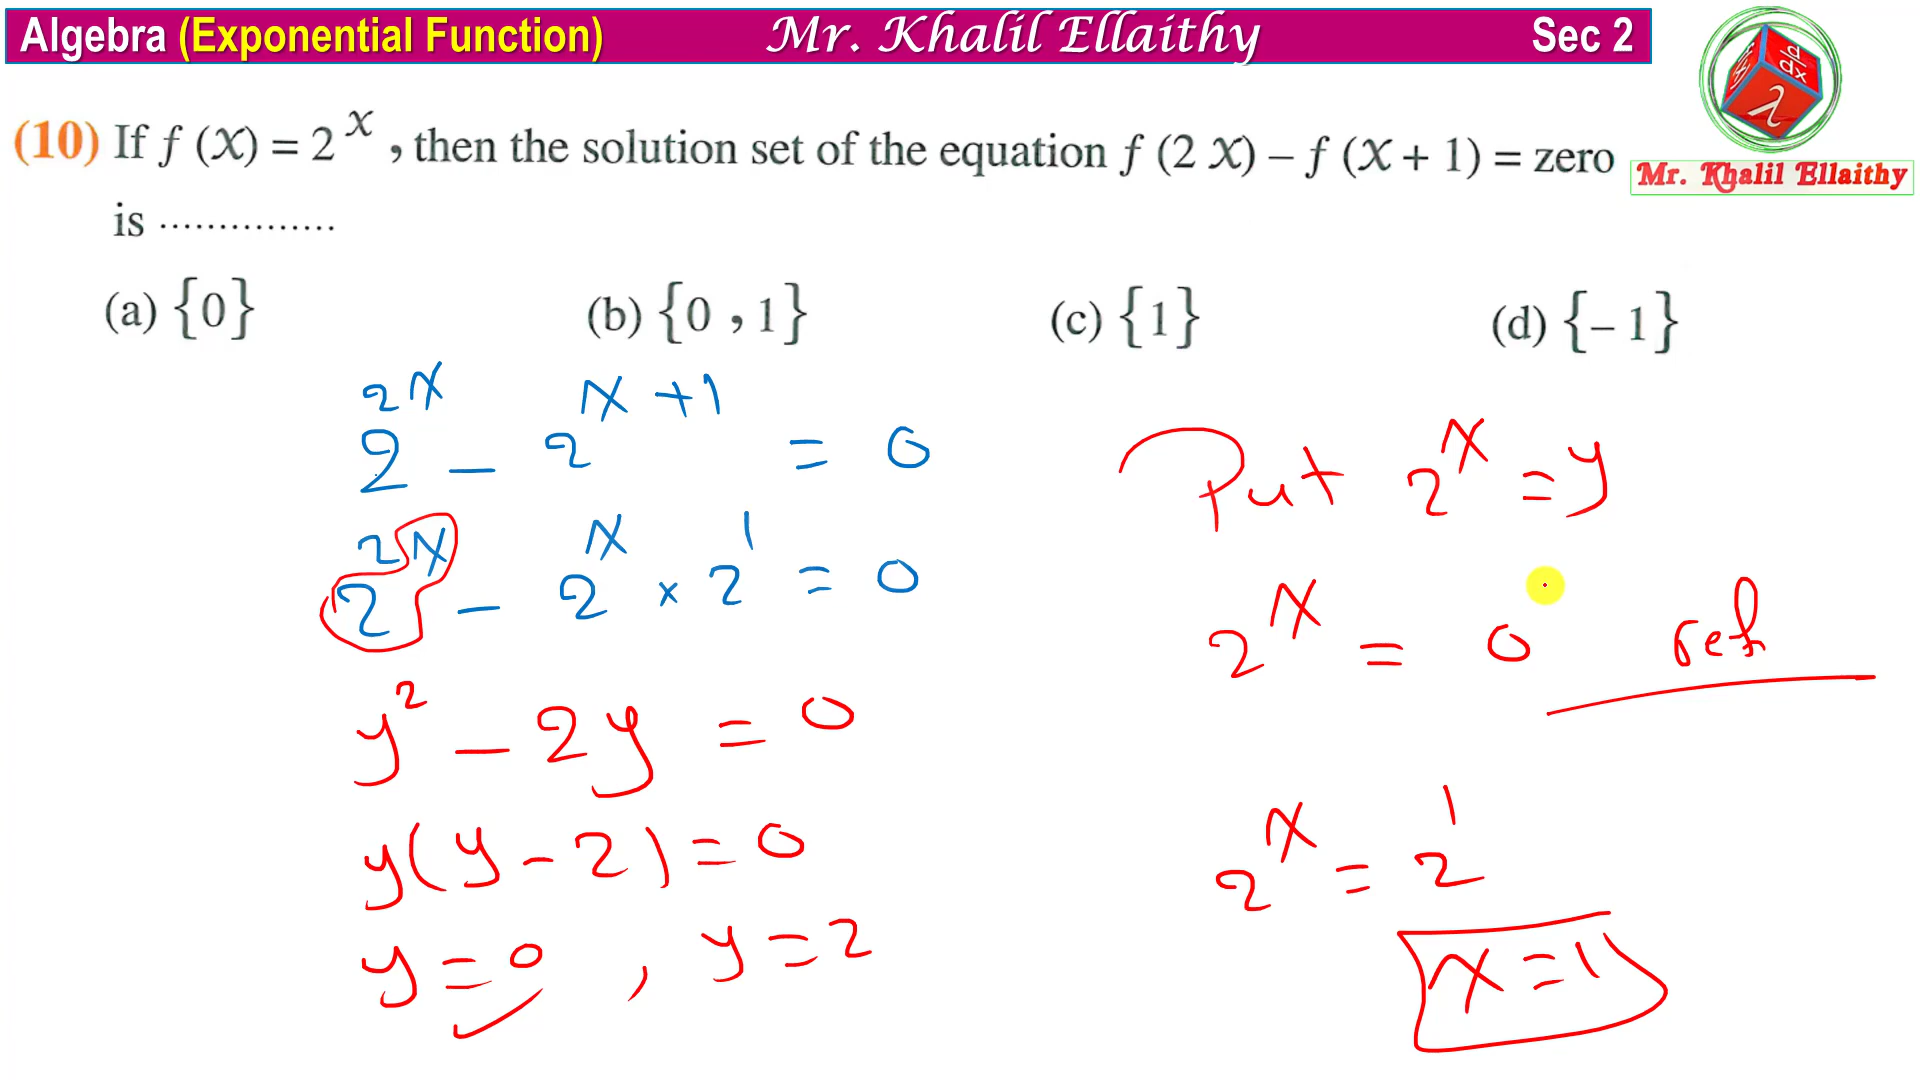 Algebra (Exponential Function) Mr. Khalil Ellaithy Sec 2
d/dx
λ
Mr. Khalil Ellaithy
(10) If f (X) = 2^X , then the solution set of the equation f (2 X) – f (X + 1) = zero
is ...............
(a) {0} (b) {0 , 1} (c) {1} (d) {– 1}
2^2x - 2^x+1 = 0
2^2x - 2^x × 2^1 = 0
y^2 - 2y = 0
y(y - 2) = 0
y = 0 , y = 2
Put 2^x = y
2^x = 0 ref
2^x = 2^1
x = 1